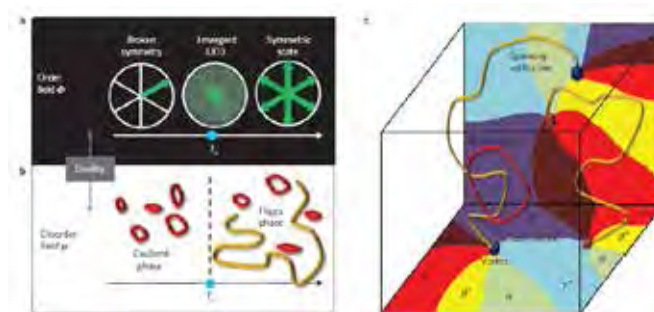 a
Broken
symmetry
Emergent
U(1)
Symmetric
state
Order
field Φ
Duality
b
Disorder
field
Coulomb
phase
Higgs
phase
c
Spanning
vortex line
Vortex